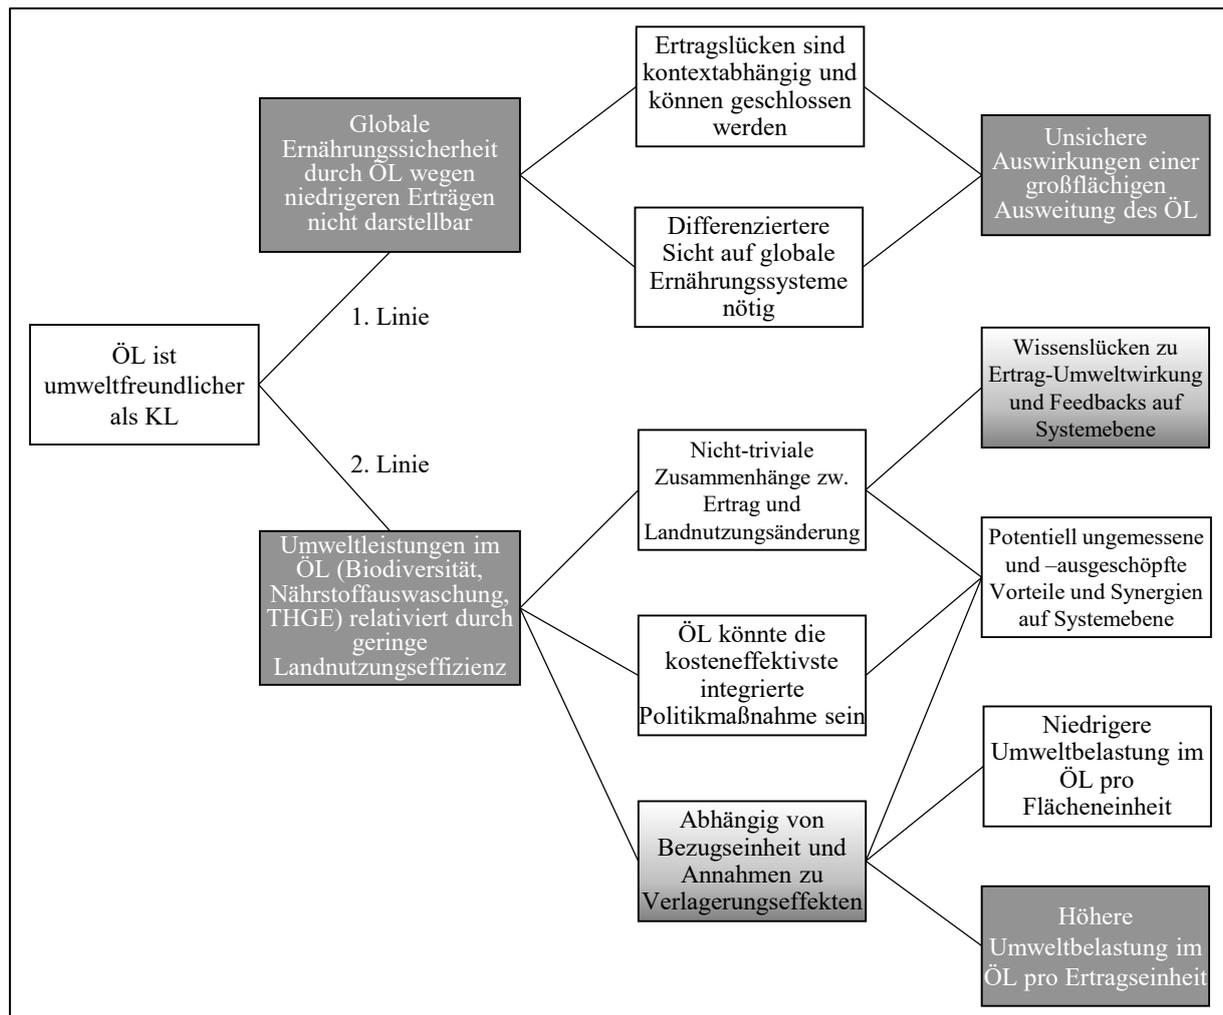 Ertragslücken sind
kontextabhängig und
können geschlossen
werden
Globale
Ernährungssicherheit
durch ÖL wegen
niedrigeren Erträgen
nicht darstellbar
Unsichere
Auswirkungen einer
großflächigen
Ausweitung des ÖL
Differenziertere
Sicht auf globale
Ernährungssysteme
nötig
1. Linie
ÖL ist
umweltfreundlicher
als KL
Wissenslücken zu
Ertrag-Umweltwirkung
und Feedbacks auf
Systemebene
2. Linie
Nicht-triviale
Zusammenhänge zw.
Ertrag und
Landnutzungsänderung
Umweltleistungen im
ÖL (Biodiversität,
Nährstoffauswaschung,
THGE) relativiert durch
geringe
Landnutzungseffizienz
Potentiell ungemessene
und –ausgeschöpfte
Vorteile und Synergien
auf Systemebene
ÖL könnte die
kosteneffektivste
integrierte
Politikmaßnahme sein
Niedrigere
Umweltbelastung im
ÖL pro
Flächeneinheit
Abhängig von
Bezugseinheit und
Annahmen zu
Verlagerungseffekten
Höhere
Umweltbelastung im
ÖL pro Ertragseinheit